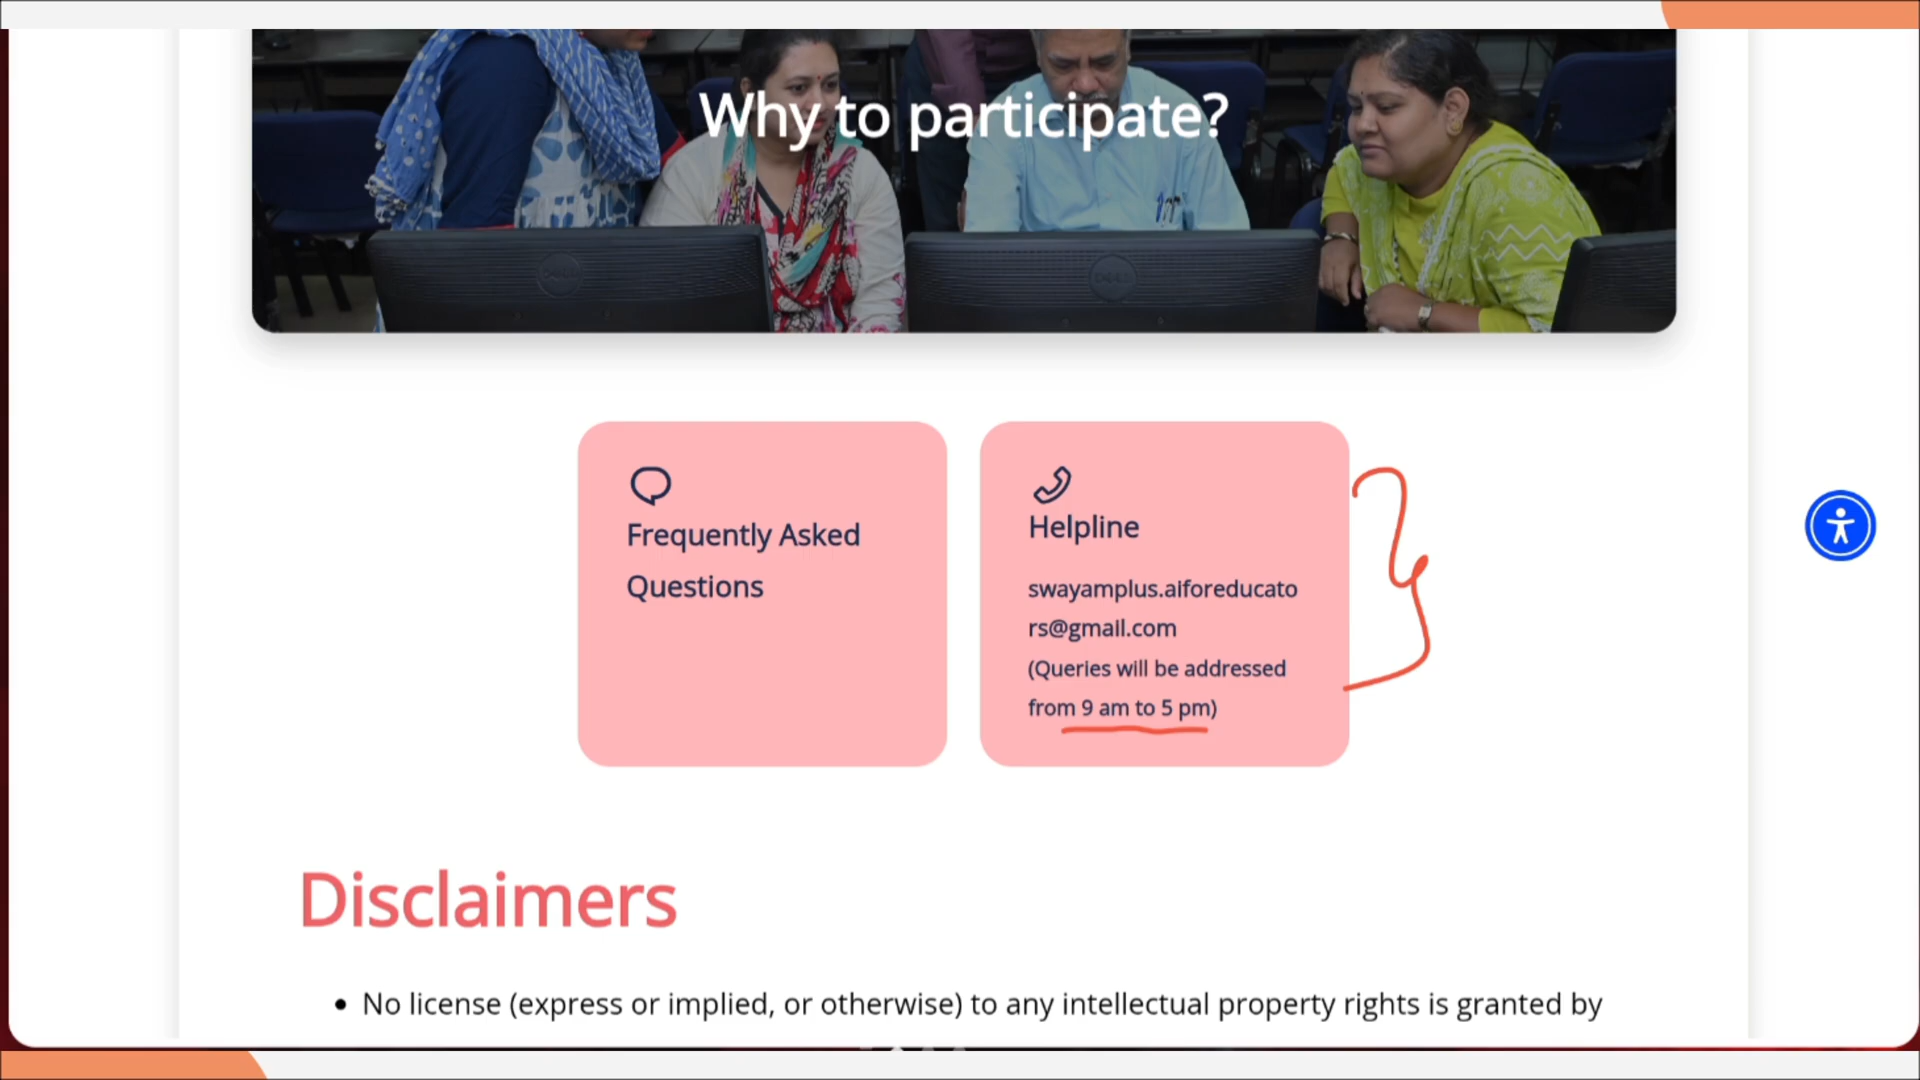 Why to participate?
Frequently Asked
Questions
Helpline
swayamplus.aiforeducato
rs@gmail.com
(Queries will be addressed
from 9 am to 5 pm)
Disclaimers
• No license (express or implied, or otherwise) to any intellectual property rights is granted by